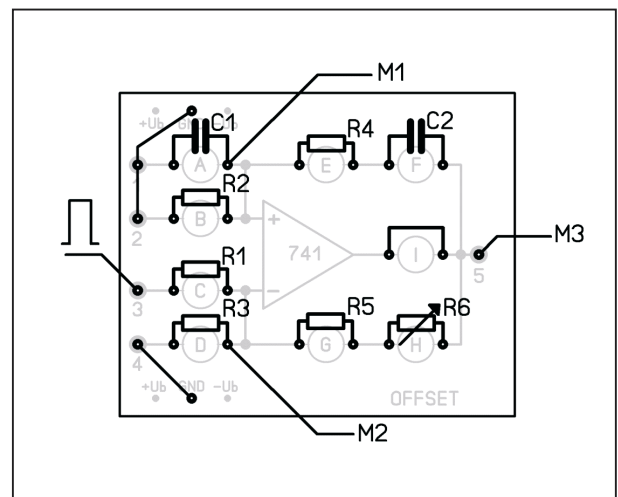 M1
+Ub GND -Ub
C1
R4
C2
A
E
F
1
R2
+
B
2
741
I
M3
5
R1
-
C
3
R3
R5
R6
D
G
H
4
+Ub GND -Ub
OFFSET
M2